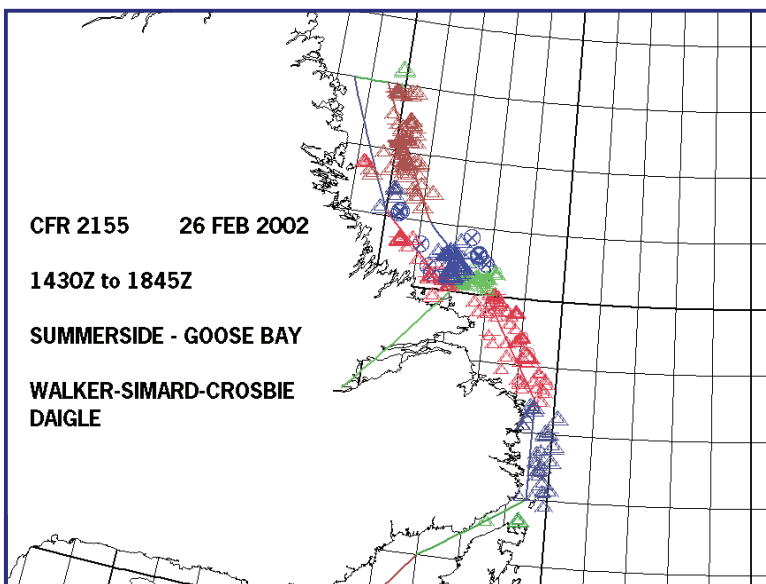 CFR 2155 26 FEB 2002
1430Z to 1845Z
SUMMERSIDE - GOOSE BAY
WALKER-SIMARD-CROSBIE
DAIGLE